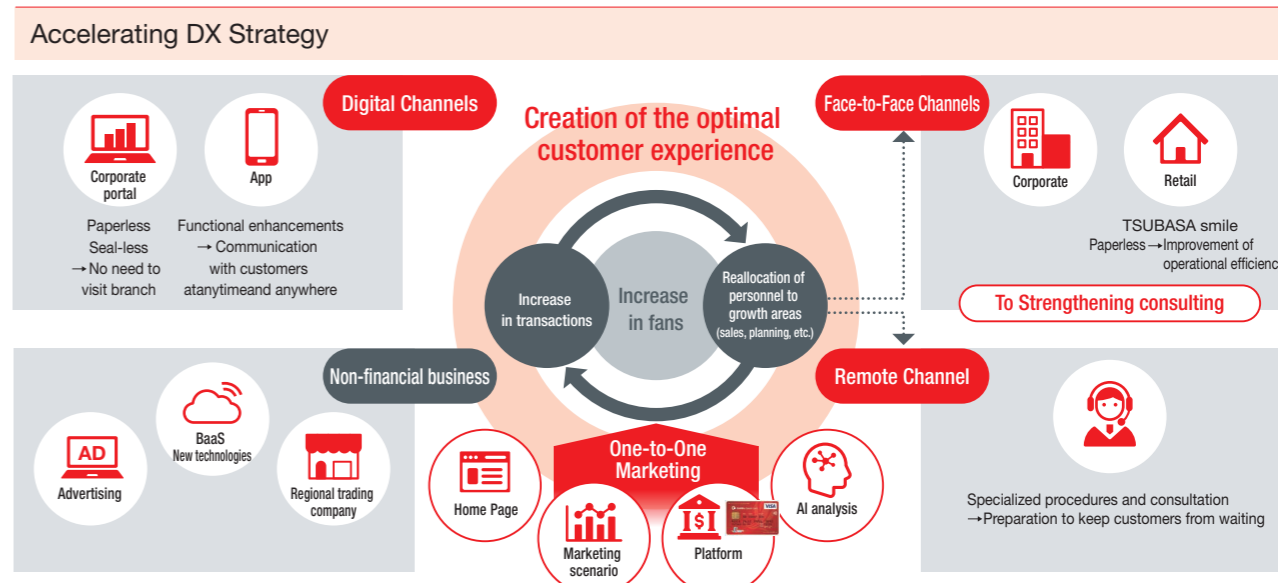 Accelerating DX Strategy
Digital Channels
Corporate
portal
App
Paperless
Seal-less
→No need to
visit branch
Functional enhancements
→ Communication
with customers
atanytimeand anywhere
Creation of the optimal
customer experience
Increase
in transactions
Increase
in fans
Reallocation of
personnel to
growth areas
(sales, planning, etc.)
Face-to-Face Channels
Corporate
Retail
TSUBASA smile
Paperless→Improvement of
operational efficienc
To Strengthening consulting
Non-financial business
AD
Advertising
BaaS
New technologies
Regional trading
company
One-to-One
Marketing
Home Page
Marketing
scenario
$
Platform
VISA
AI analysis
Remote Channel
Specialized procedures and consultation
→Preparation to keep customers from waiting